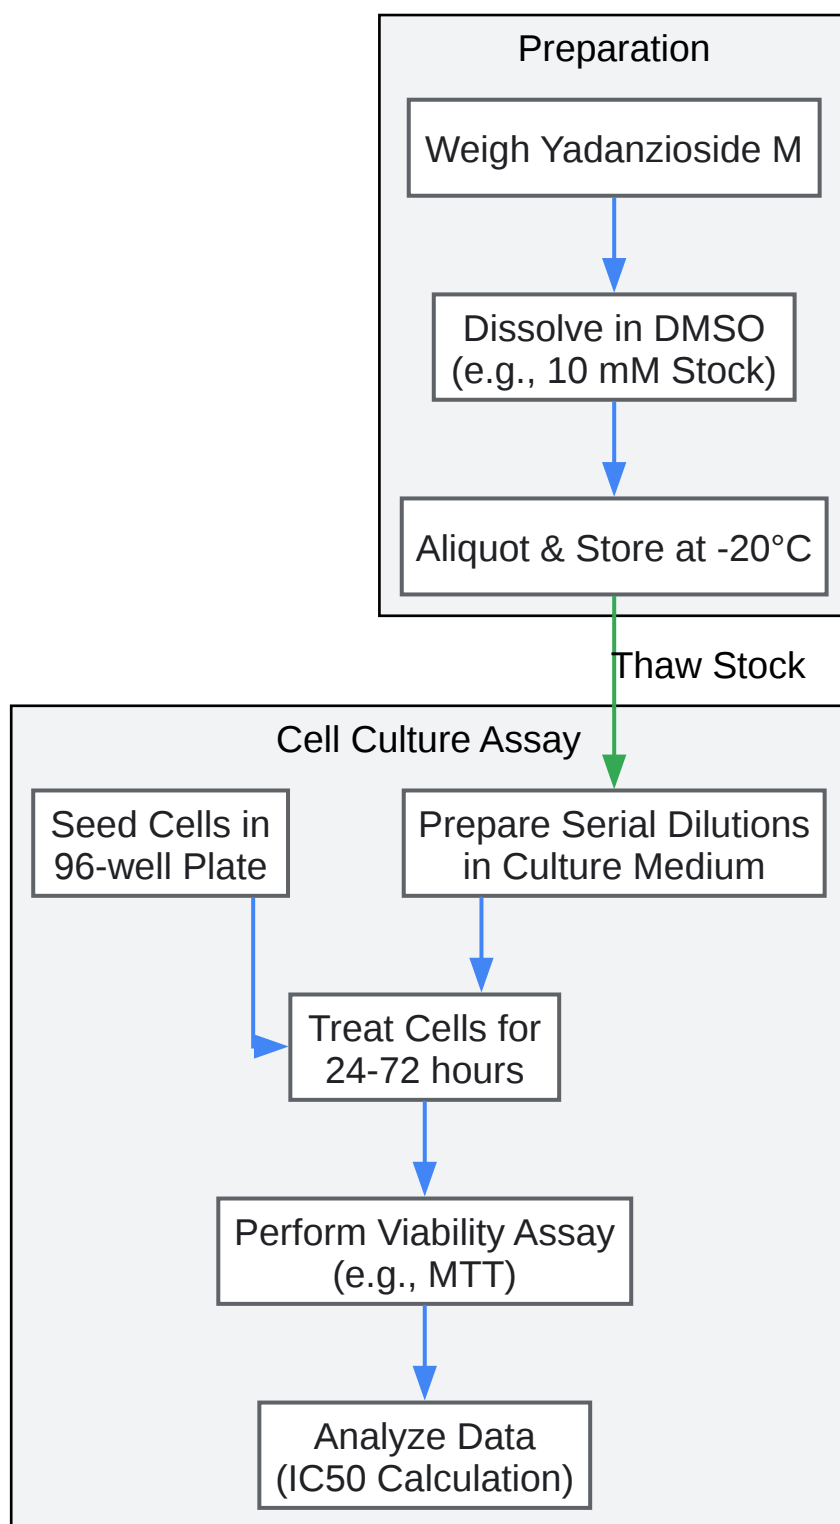 Preparation
Weigh Yadanzioside M
Dissolve in DMSO
(e.g., 10 mM Stock)
Aliquot & Store at -20°C
Thaw Stock
Cell Culture Assay
Seed Cells in
96-well Plate
Prepare Serial Dilutions
in Culture Medium
Treat Cells for
24-72 hours
Perform Viability Assay
(e.g., MTT)
Analyze Data
(IC50 Calculation)